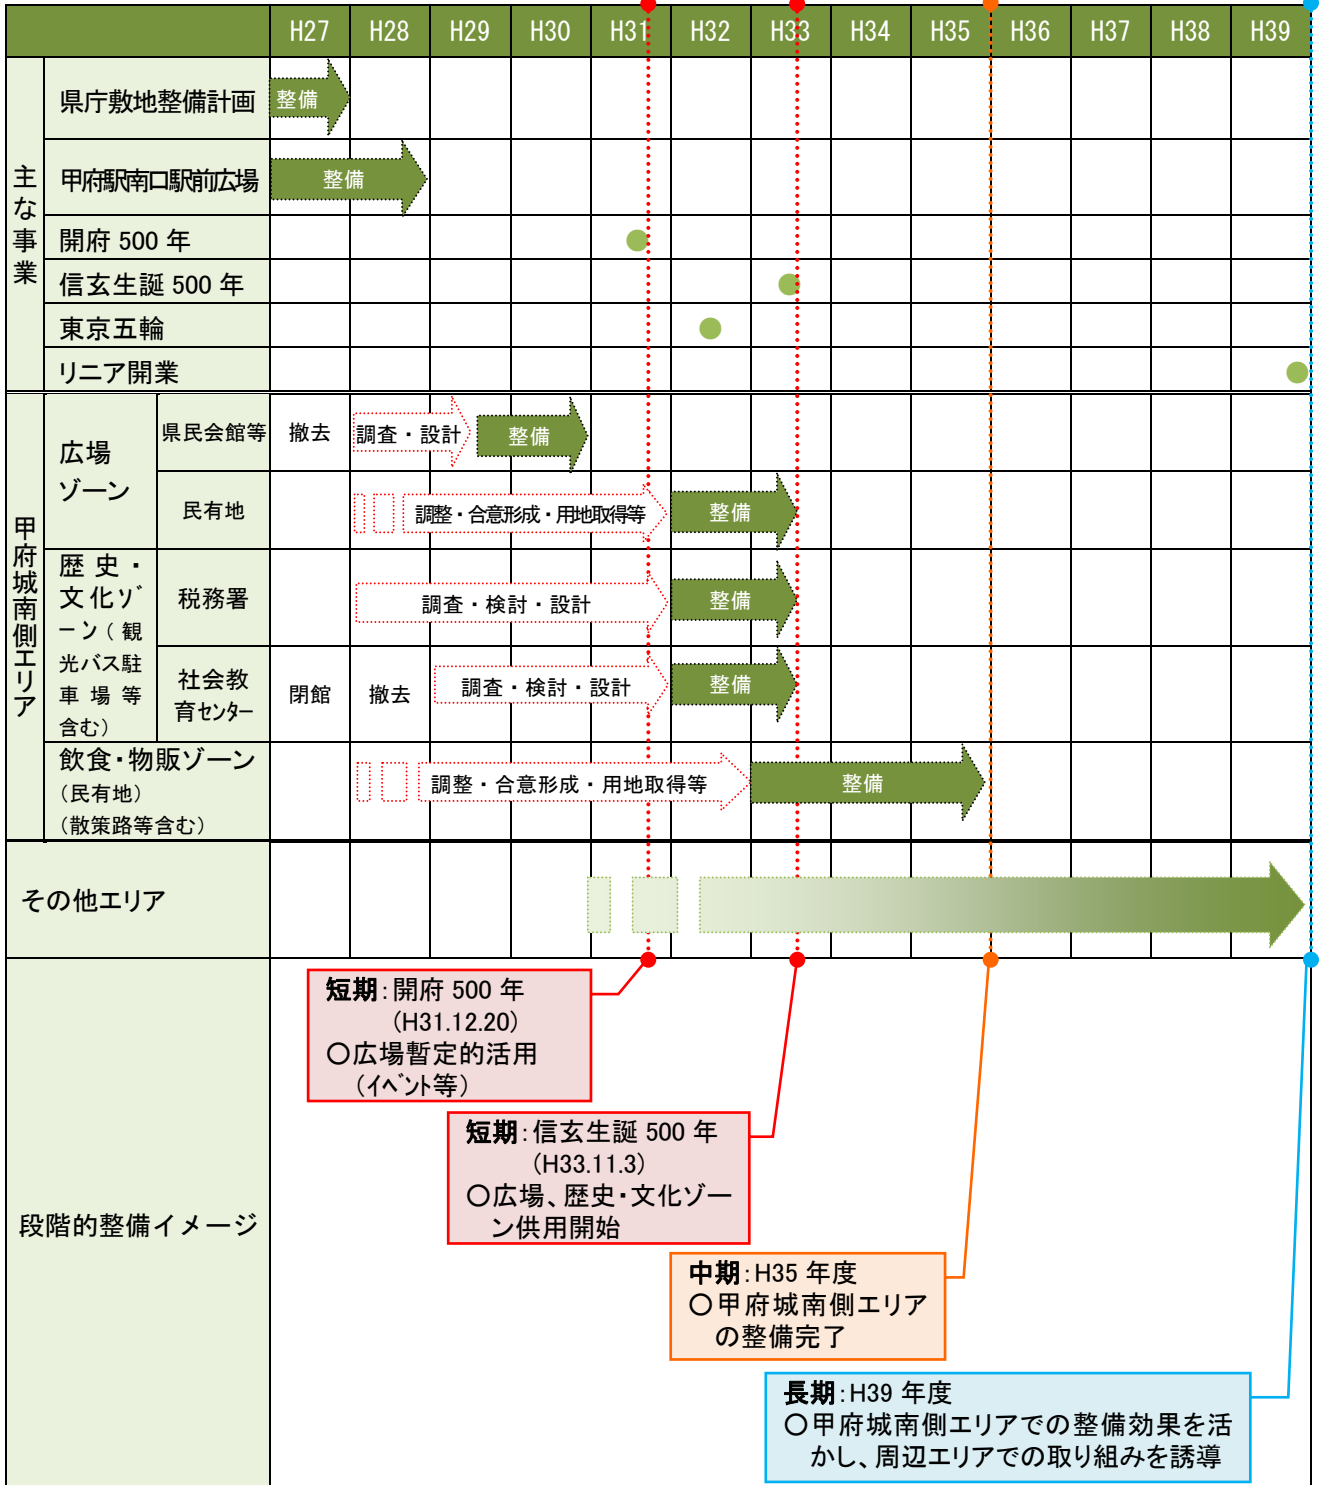 H27 H28 H29 H30 H31 H32 H33 H34 H35 H36 H37 H38 H39
主な事業
県庁敷地整備計画 整備
甲府駅南口駅前広場 整備
開府 500 年
信玄生誕 500 年
東京五輪
リニア開業
甲府城南側エリア
広場
ゾーン
県民会館等 撤去 調査・設計 整備
民有地 調整・合意形成・用地取得等 整備
歴史・
文化ゾ
ーン(観
光バス駐
車場等
含む)
税務署 調査・検討・設計 整備
社会教
育センター
閉館 撤去 調査・検討・設計 整備
飲食・物販ゾーン
(民有地)
(散策路等含む)
調整・合意形成・用地取得等 整備
その他エリア
段階的整備イメージ
短期:開府 500 年
(H31.12.20)
○広場暫定的活用
(イベント等)
短期:信玄生誕 500 年
(H33.11.3)
○広場、歴史・文化ゾー
ン供用開始
中期:H35 年度
○甲府城南側エリア
の整備完了
長期:H39 年度
○甲府城南側エリアでの整備効果を活
かし、周辺エリアでの取り組みを誘導